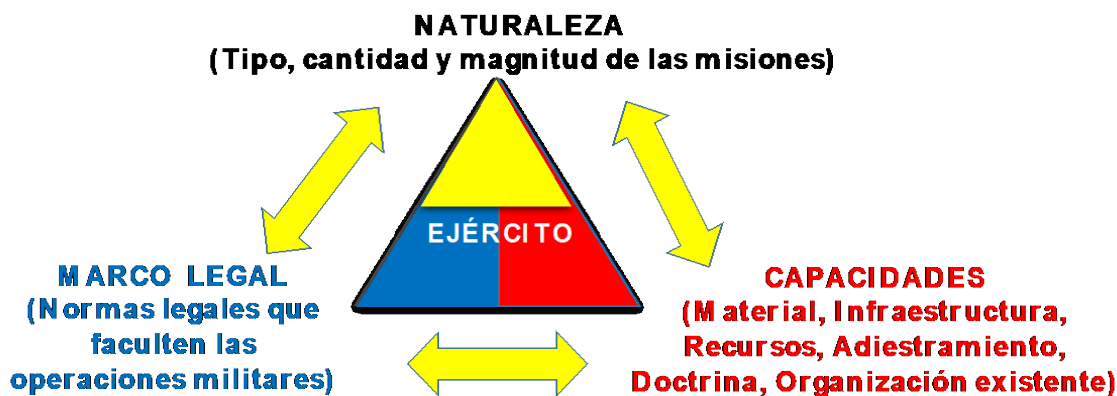 NATURALEZA
(Tipo, cantidad y magnitud de las misiones)
EJÉRCITO
MARCO LEGAL
(Normas legales que
faculten las
operaciones militares)
CAPACIDADES
(Material, Infraestructura,
Recursos, Adiestramiento,
Doctrina, Organización existente)